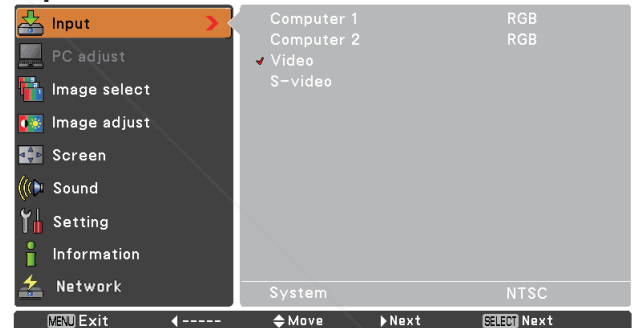 Input
PC adjust
Image select
Image adjust
Screen
Sound
Setting
Information
Network
Computer 1 RGB
Computer 2 RGB
Video
S-video
System NTSC
MENU Exit ----- Move Next SELECT Next